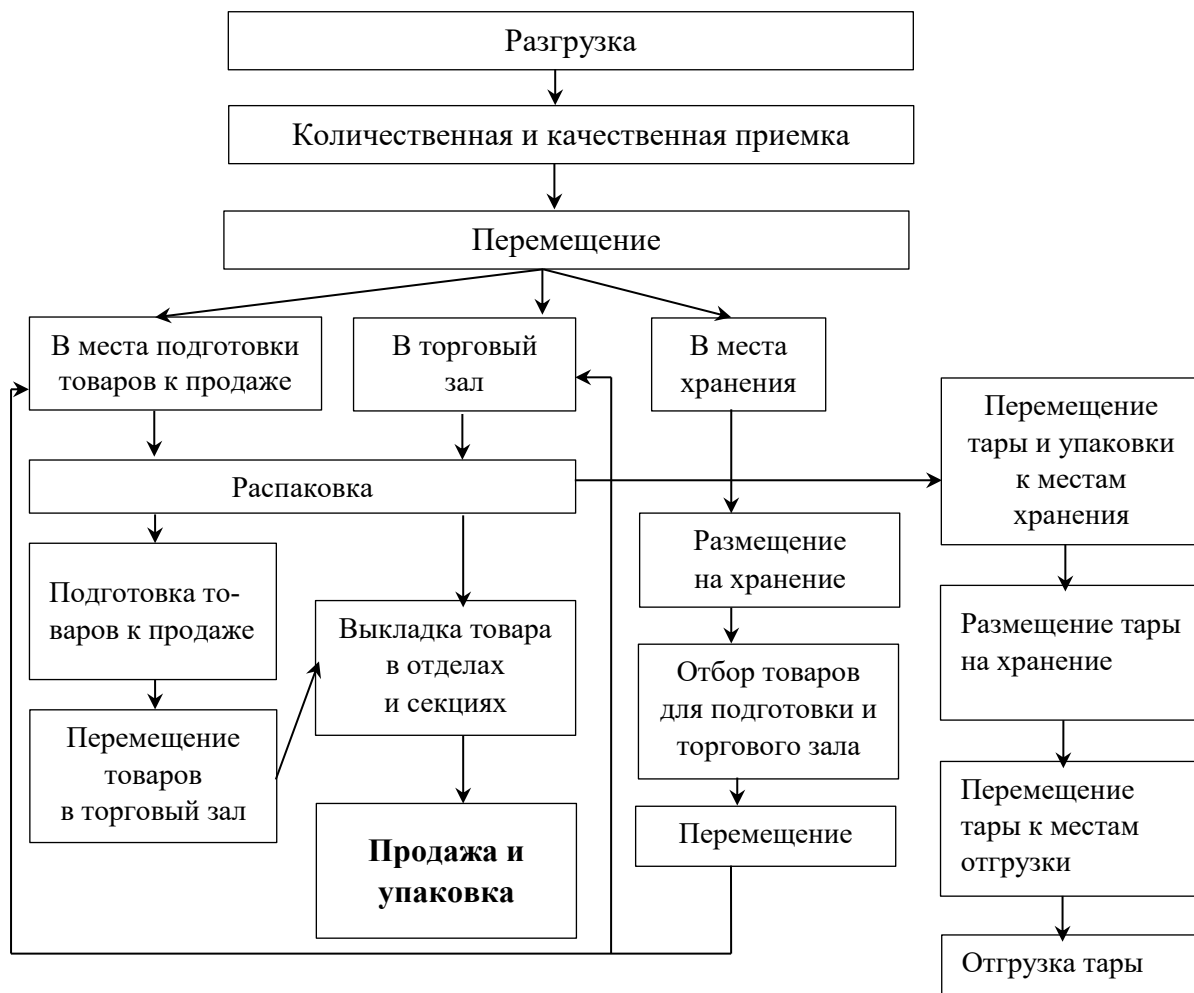 Разгрузка
Количественная и качественная приемка
Перемещение
В места подготовки
товаров к продаже
В торговый
зал
В места
хранения
Перемещение
тары и упаковки
к местам
хранения
Распаковка
Подготовка то-
варов к продаже
Выкладка товара
в отделах
и секциях
Размещение
на хранение
Размещение тары
на хранение
Отбор товаров
для подготовки и
торгового зала
Перемещение
товаров
в торговый зал
Продажа и
упаковка
Перемещение
Перемещение
тары к местам
отгрузки
Отгрузка тары